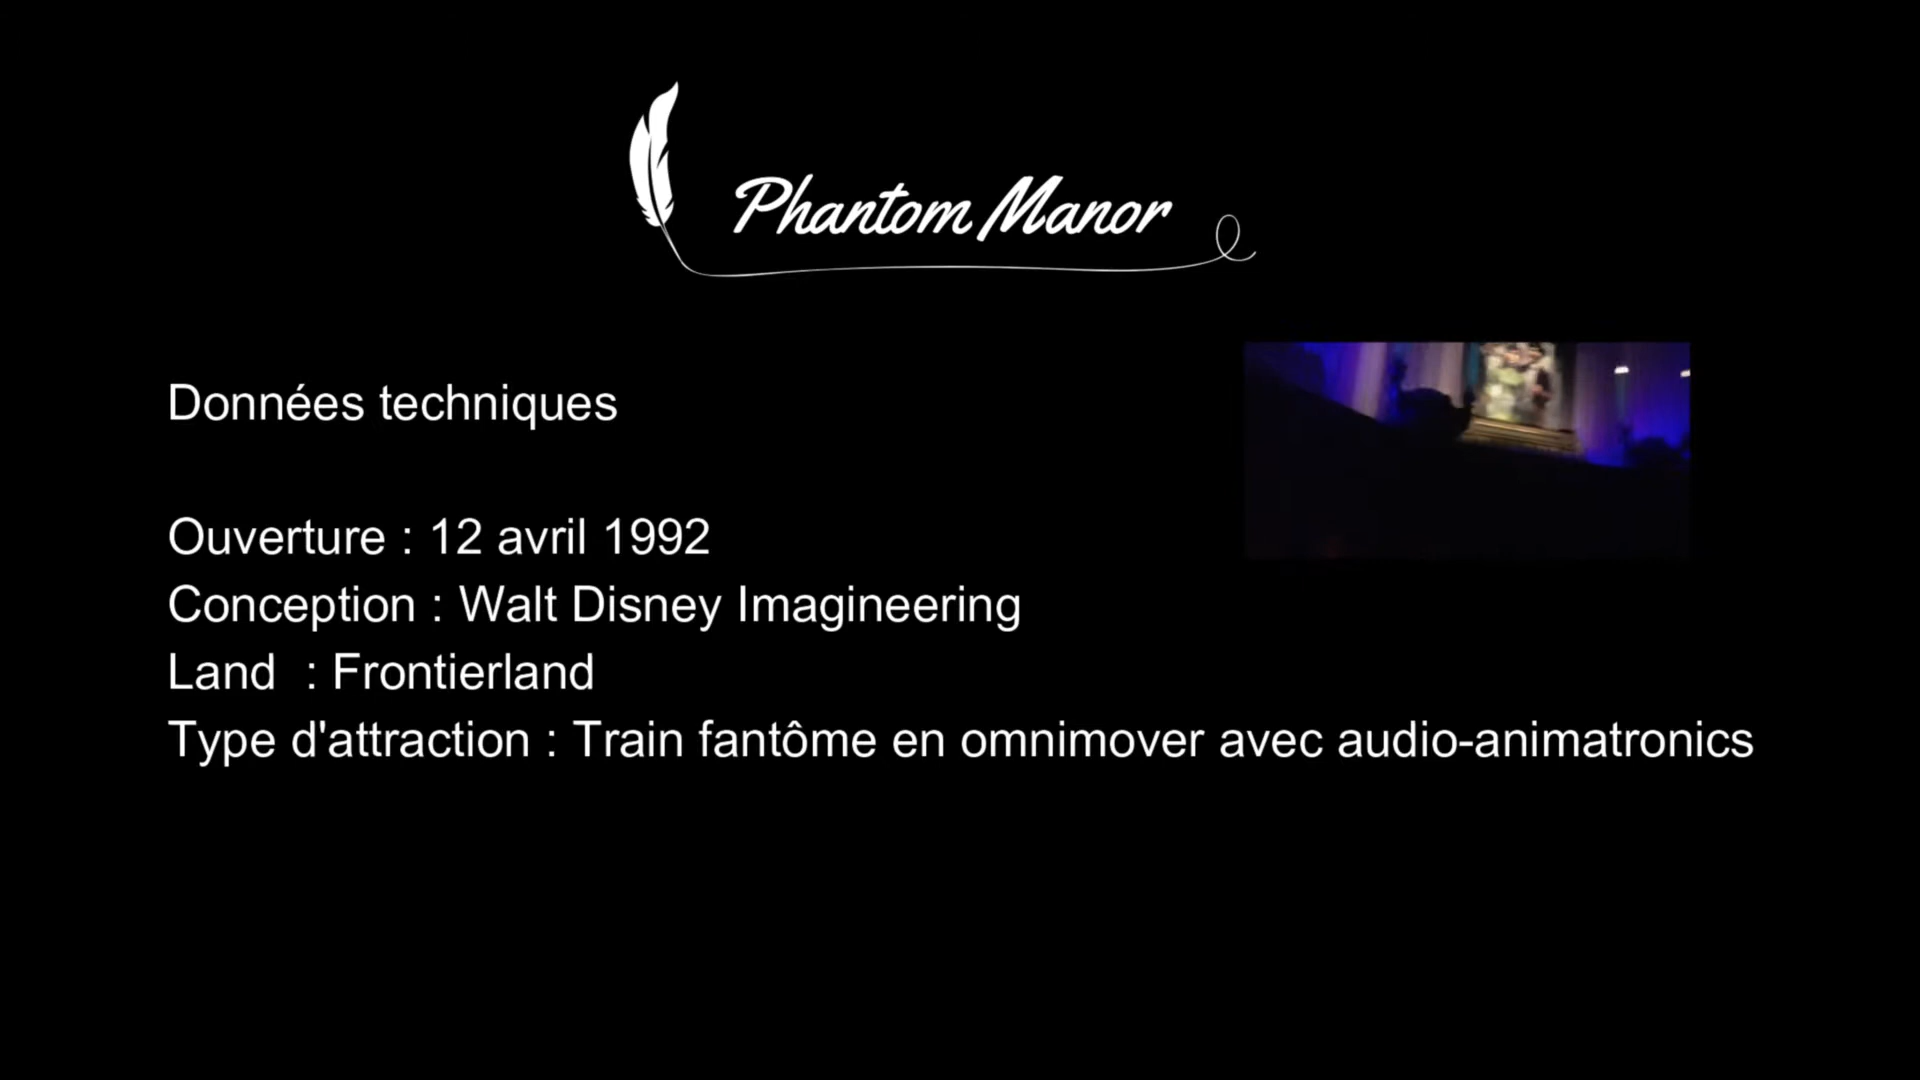 Phantom Manor
Données techniques
Ouverture : 12 avril 1992
Conception : Walt Disney Imagineering
Land  : Frontierland
Type d'attraction : Train fantôme en omnimover avec audio-animatronics